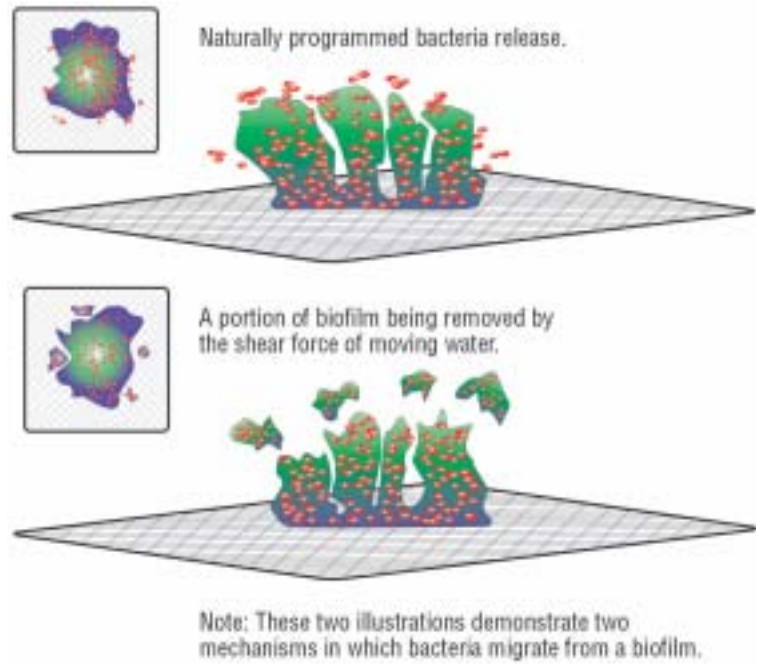 Naturally programmed bacteria release.
A portion of biofilm being removed by
the shear force of moving water.
Note: These two illustrations demonstrate two
mechanisms in which bacteria migrate from a biofilm.